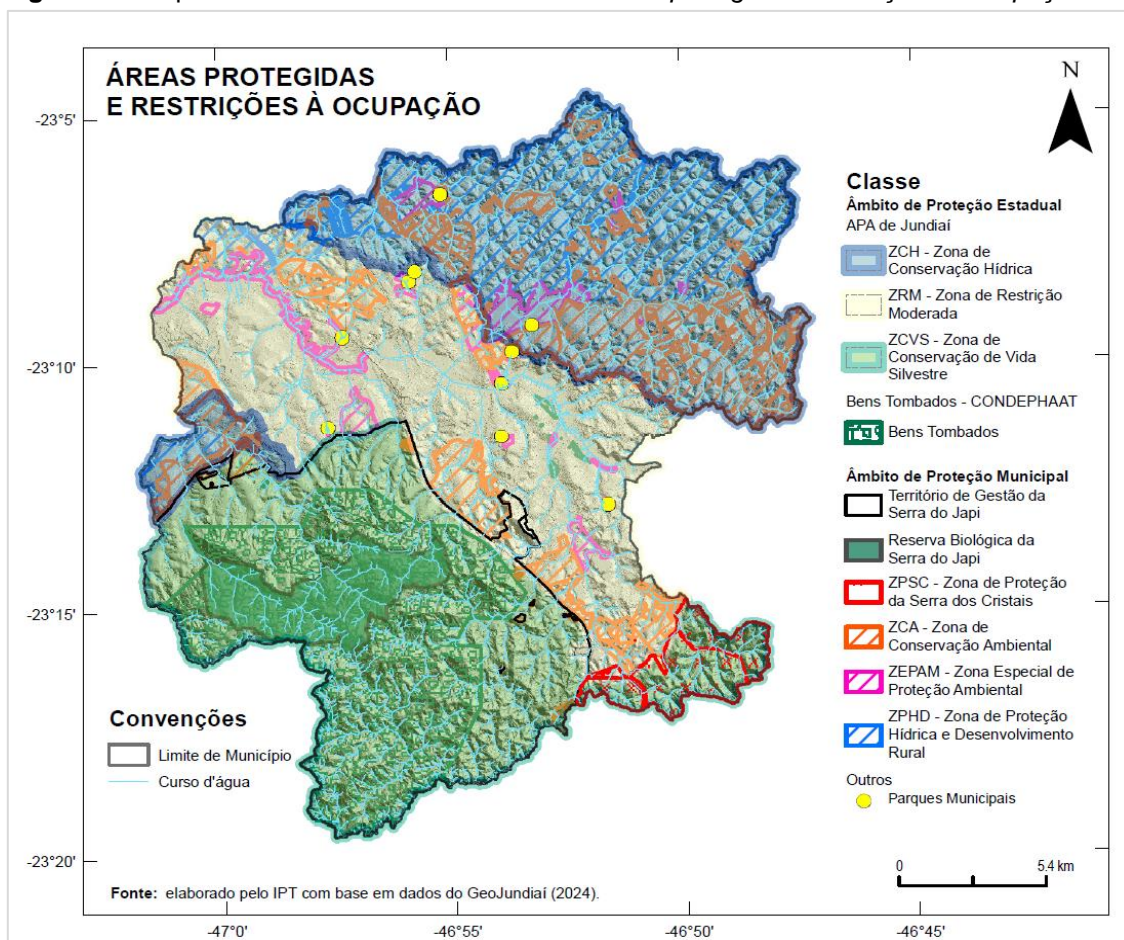 ÁREAS PROTEGIDAS
E RESTRIÇÕES À OCUPAÇÃO
N
-23°5'
-23°10'
-23°15'
-23°20'
Classe
Âmbito de Proteção Estadual
APA de Jundiaí
ZCH - Zona de
Conservação Hídrica
ZRM - Zona de Restrição
Moderada
ZCVS - Zona de
Conservação de Vida
Silvestre
Bens Tombados - CONDEPHAAT
Bens Tombados
Âmbito de Proteção Municipal
Território de Gestão da
Serra do Japi
Reserva Biológica da
Serra do Japi
ZPSC - Zona de Proteção
da Serra dos Cristais
ZCA - Zona de
Conservação Ambiental
ZEPAM - Zona Especial de
Proteção Ambiental
ZPHD - Zona de Proteção
Hídrica e Desenvolvimento
Rural
Outros
Parques Municipais
Convenções
Limite de Município
Curso d'água
0 5.4 km
Fonte: elaborado pelo IPT com base em dados do GeoJundiaí (2024).
-47°0' -46°55' -46°50' -46°45'